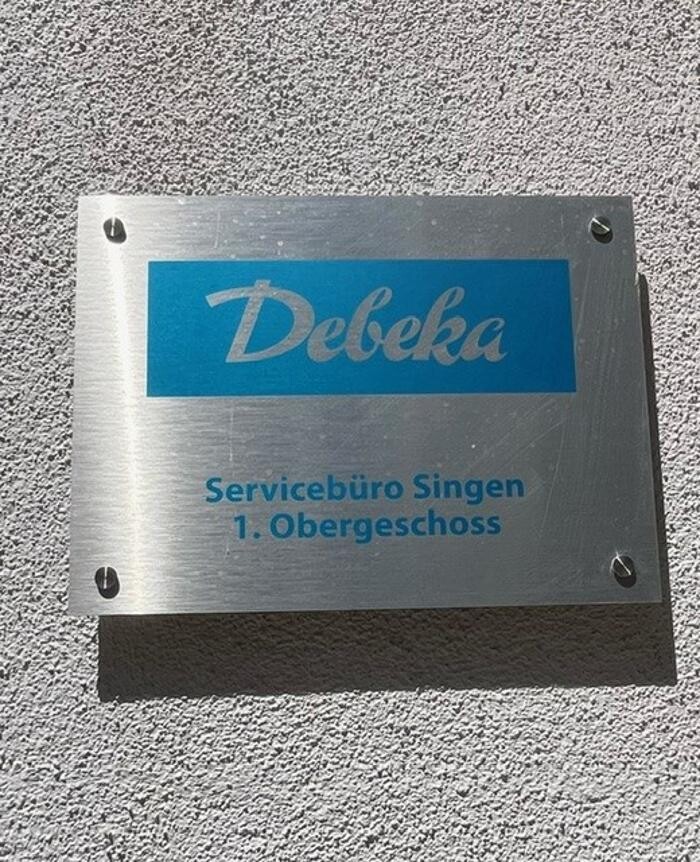 Debeka
Servicebüro Singen
1. Obergeschoss